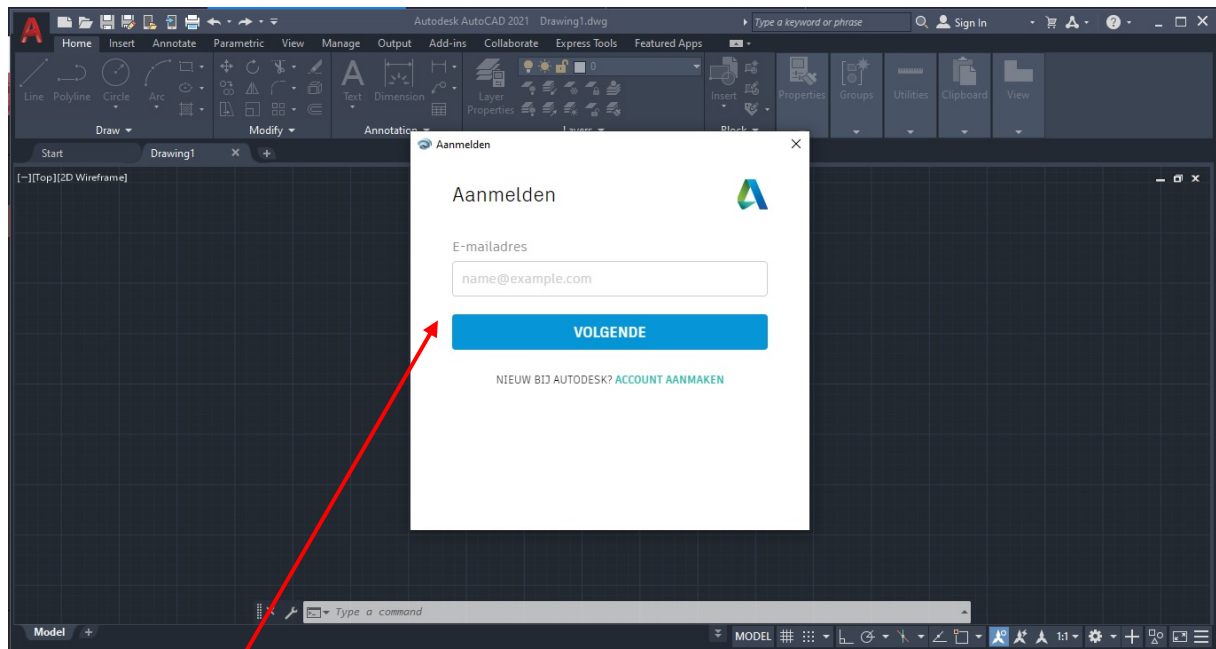 Autodesk AutoCAD 2021 Drawing1.dwg
Type a keyword or phrase
Sign In
Home Insert Annotate Parametric View Manage Output Add-ins Collaborate Express Tools Featured Apps
0
Line Polyline Circle Arc
Text Dimension
Layer Properties
Insert
Properties Groups Utilities Clipboard View
Draw Modify Annotation Layers Block
Start Drawing1
[-][Top][2D Wireframe]
Aanmelden
Aanmelden
E-mailadres
name@example.com
VOLGENDE
NIEUW BIJ AUTODESK? ACCOUNT AANMAKEN
Type a command
Model
MODEL
1:1